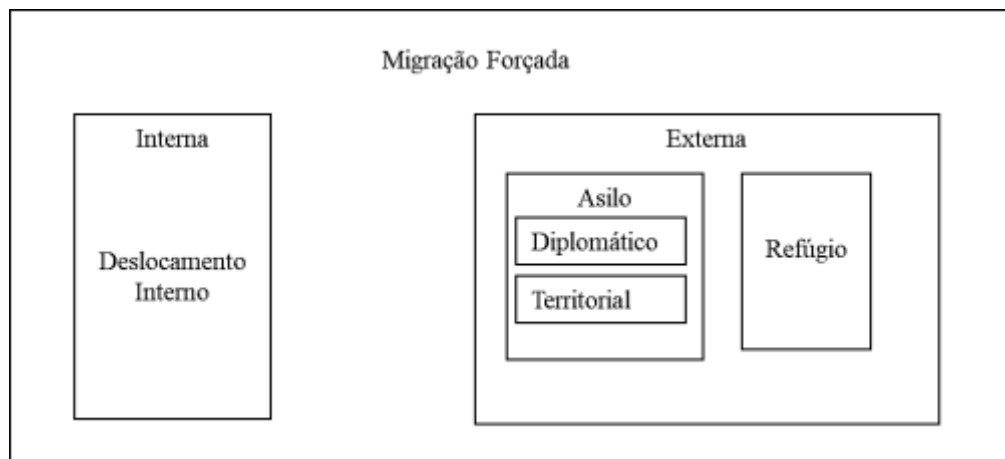 Migração Forçada
Interna
Deslocamento
Interno
Externa
Asilo
Diplomático
Territorial
Refúgio